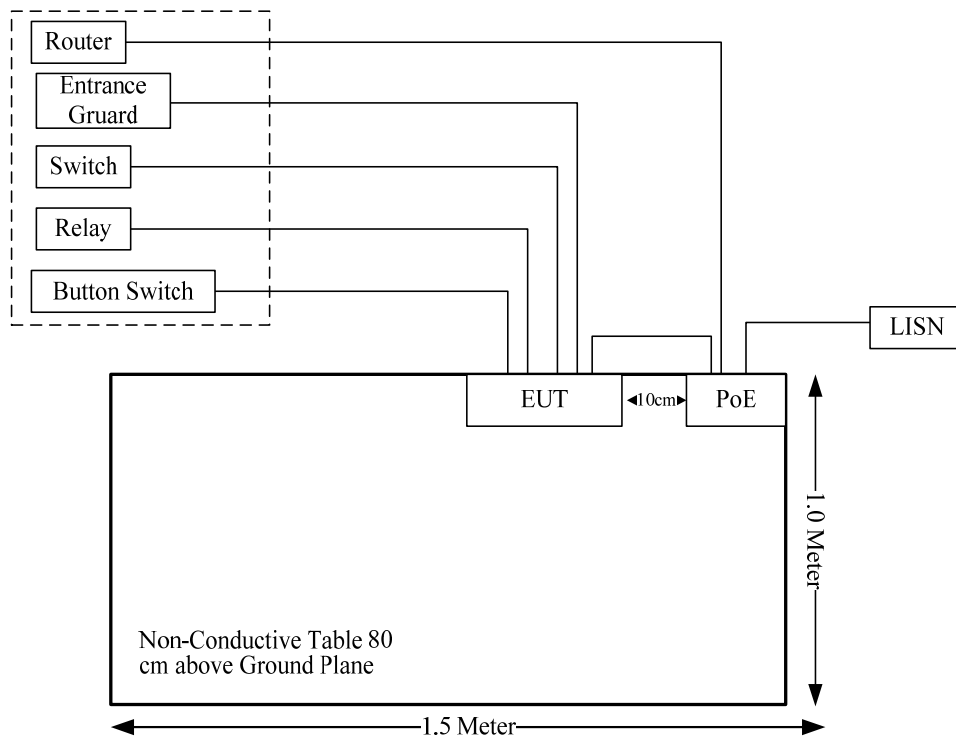 Router
Entrance
Gruard
Switch
Relay
Button Switch
LISN
EUT
10cm
PoE
1.0 Meter
Non-Conductive Table 80
cm above Ground Plane
1.5 Meter